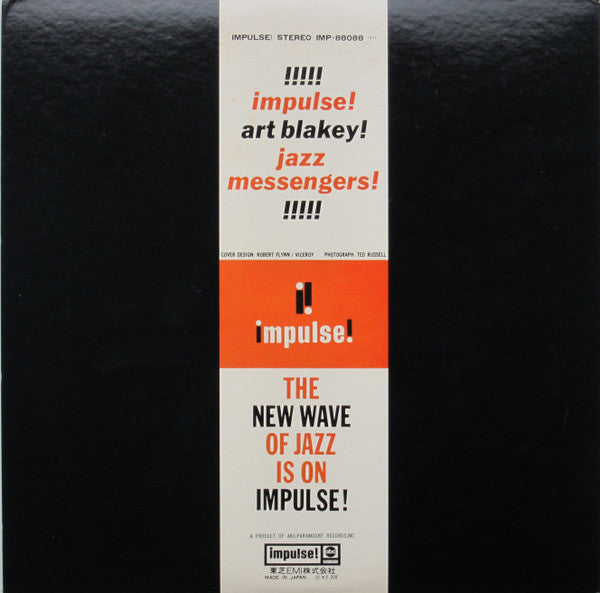 IMPULSE! STEREO IMP-88088
!!!!!
impulse!
art blakey!
jazz
messengers!
!!!!!
COVER DESIGN: ROBERT FLYNN / VICEROY PHOTOGRAPH: TED RUSSELL
i!
impulse!
THE
NEW WAVE
OF JAZZ
IS ON
IMPULSE!
A PRODUCT OF ABC-PARAMOUNT RECORDS, INC
impulse! abc
東芝EMI株式会社
MADE IN JAPAN